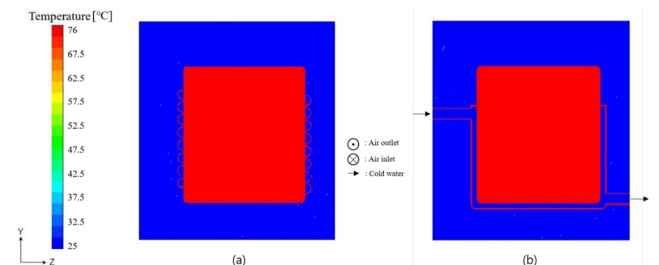 Temperature [°C]
76
67.5
62.5
57.5
52.5
47.5
42.5
37.5
32.5
25
Y
Z
(a)
: Air outlet
: Air inlet
: Cold water
(b)